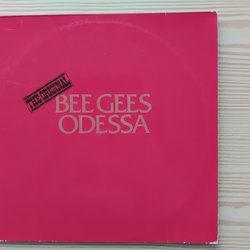 THE ORIGINAL
BEE GEES
ODESSA